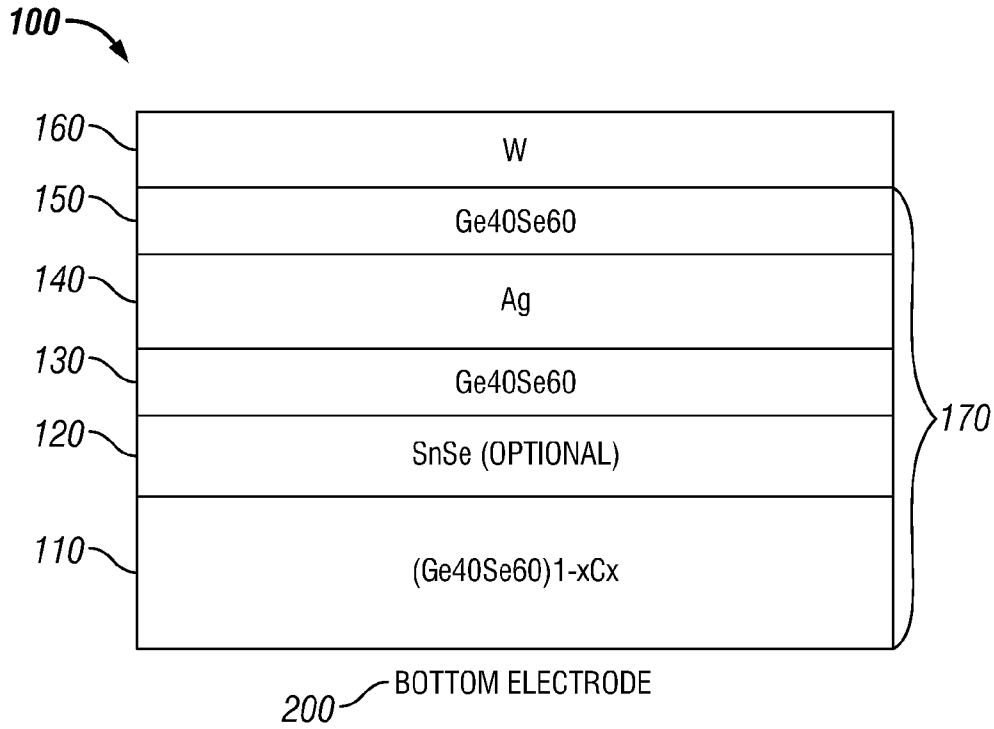 100
160 W
150 Ge40Se60
140 Ag
130 Ge40Se60
170
120 SnSe (OPTIONAL)
110 (Ge40Se60)1-xCx
BOTTOM ELECTRODE
200